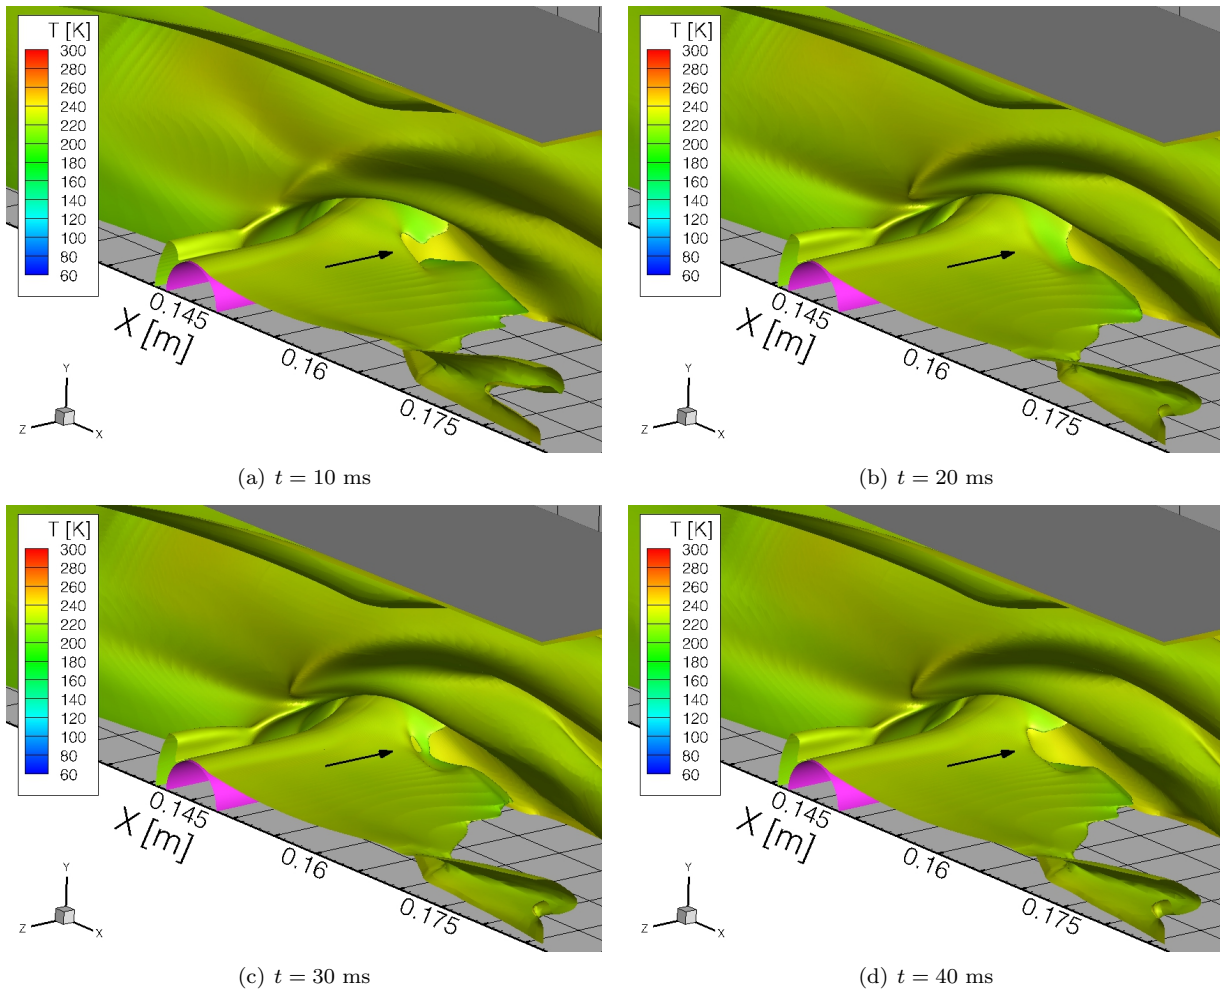 T [K]
300
280
260
240
220
200
180
160
140
120
100
80
60
0.145
X [m]
0.16
0.175
Y
Z
X
(a) t = 10 ms
T [K]
300
280
260
240
220
200
180
160
140
120
100
80
60
0.145
X [m]
0.16
0.175
Y
Z
X
(b) t = 20 ms
T [K]
300
280
260
240
220
200
180
160
140
120
100
80
60
0.145
X [m]
0.16
0.175
Y
Z
X
(c) t = 30 ms
T [K]
300
280
260
240
220
200
180
160
140
120
100
80
60
0.145
X [m]
0.16
0.175
Y
Z
X
(d) t = 40 ms